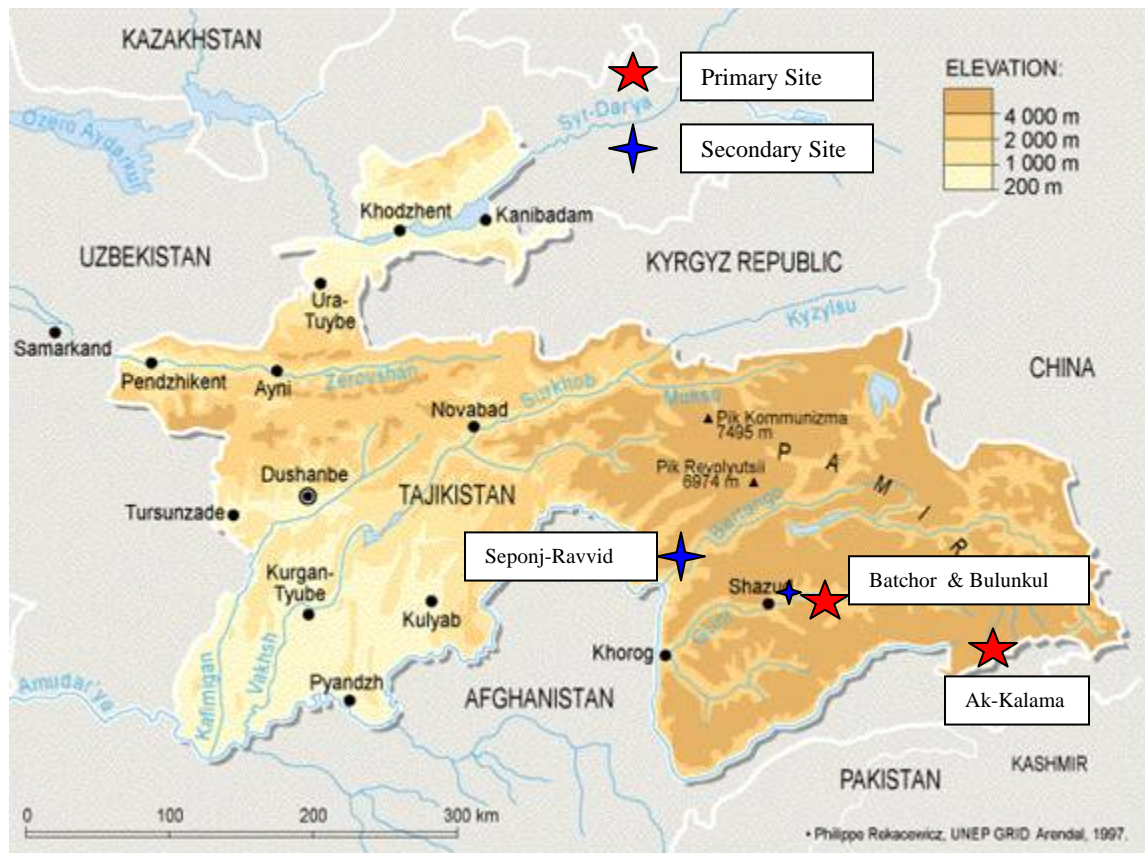 KAZAKHSTAN
Primary Site
ELEVATION:
4 000 m
2 000 m
1 000 m
200 m
Secondary Site
Ozero Aydarkul
Syr-Darya
Khodzhent
Kanibadam
UZBEKISTAN
KYRGYZ REPUBLIC
Ura-
Tuybe
Kyzylsu
Samarkand
Pendzhikent
Ayni
Zerovshan
Surkhob
Muksu
CHINA
Novabad
Pik Kommunizma
7495 m
Pik Revolyutsii
6974 m
PAMIR
Dushanbe
TAJIKISTAN
Tursunzade
Bartange
Seponj-Ravvid
Batchor & Bulunkul
Kurgan-
Tyube
Kulyab
Shazud
Gunt
Vakhsh
Kafirnigan
Khorog
Ak-Kalama
Amudar'ya
Pyandzh
AFGHANISTAN
PAKISTAN
KASHMIR
0 100 200 300 km
• Philippe Rekacewicz, UNEP GRID Arendal, 1997.